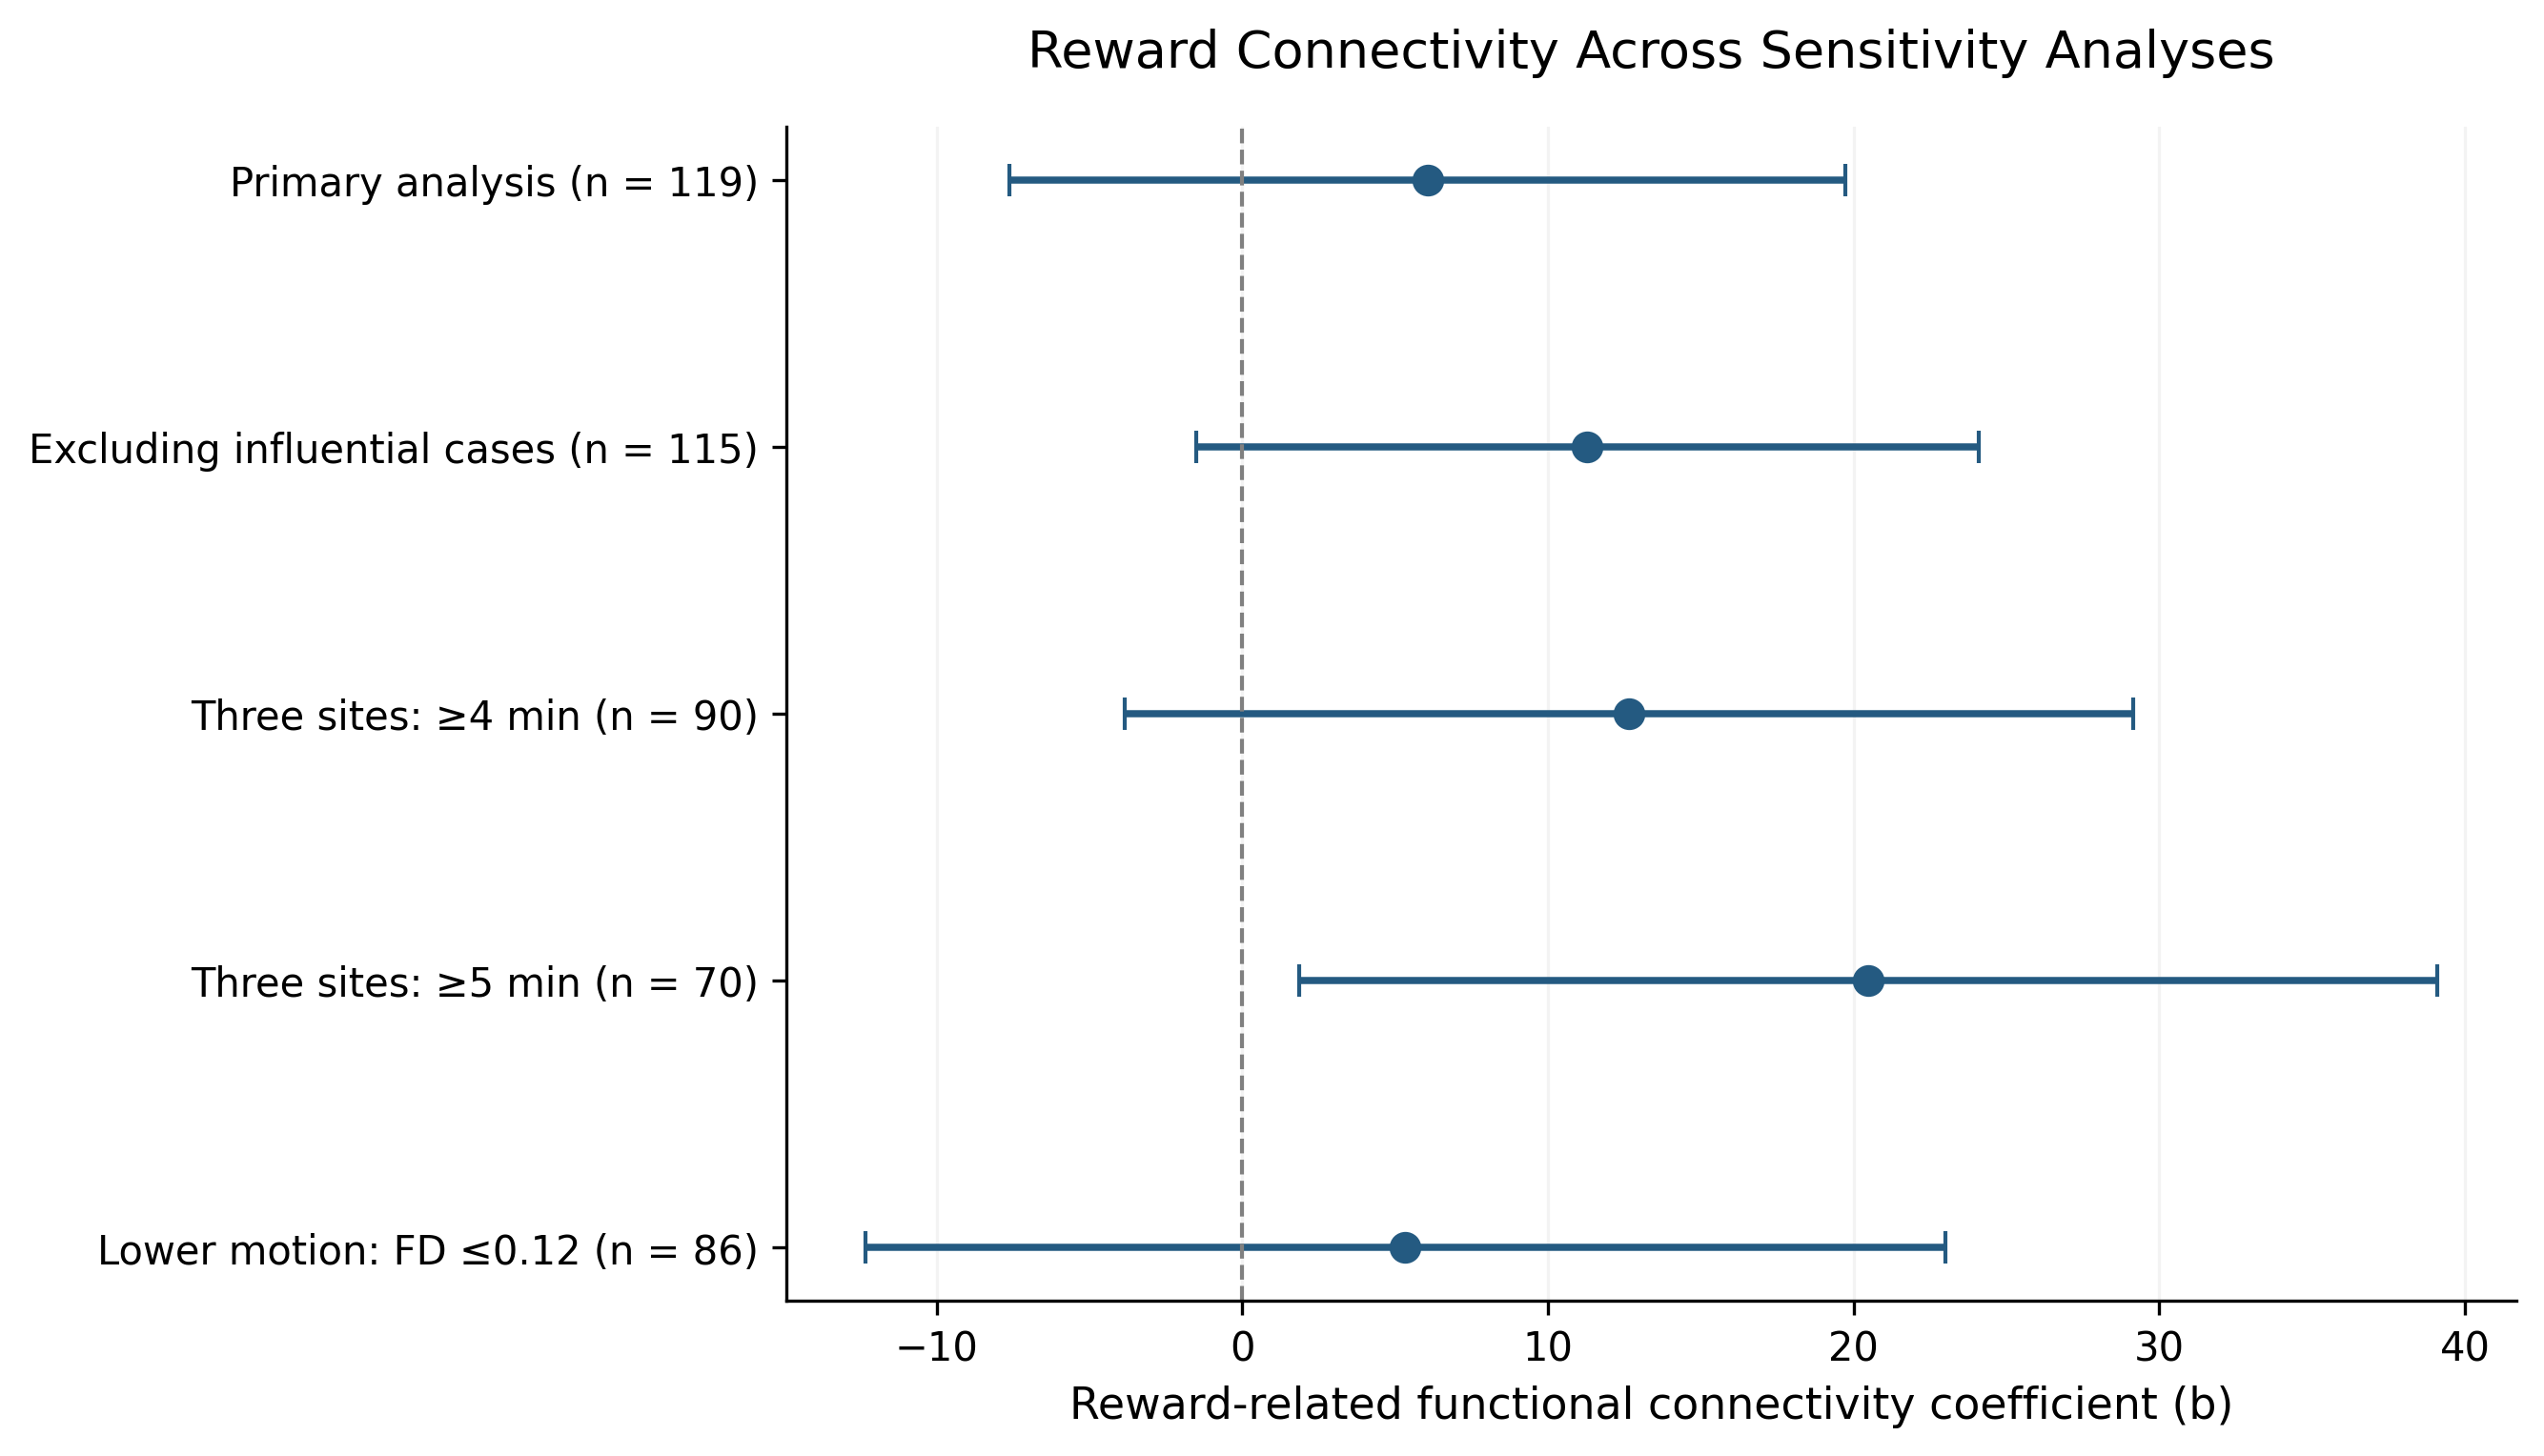 Reward Connectivity Across Sensitivity Analyses
Primary analysis (n = 119)
Excluding influential cases (n = 115)
Three sites: ≥4 min (n = 90)
Three sites: ≥5 min (n = 70)
Lower motion: FD ≤0.12 (n = 86)
−10 0 10 20 30 40
Reward-related functional connectivity coefficient (b)